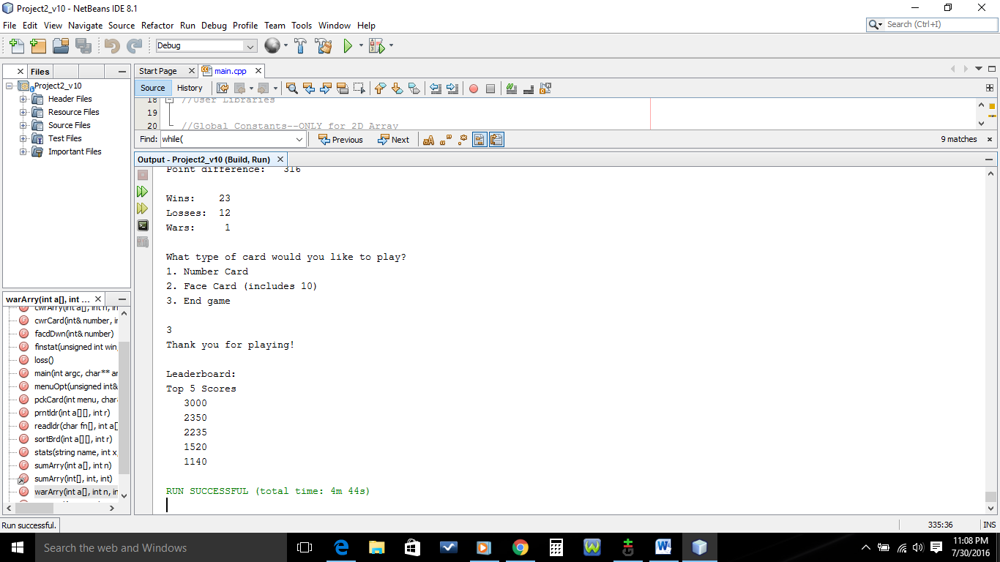 Project2_v10 - NetBeans IDE 8.1
File Edit View Navigate Source Refactor Run Debug Profile Team Tools Window Help
Search (Ctrl+I)
Debug
Files
Project2_v10
Header Files
Resource Files
Source Files
Test Files
Important Files
Start Page main.cpp
Source History
18 //User Libraries
19
20 //Global Constants--ONLY for 2D Array
Find: while( Previous Next 9 matches
Output - Project2_v10 (Build, Run)
Point difference: 316
Wins: 23
Losses: 12
Wars: 1
What type of card would you like to play?
1. Number Card
2. Face Card (includes 10)
3. End game
3
Thank you for playing!
Leaderboard:
Top 5 Scores
3000
2350
2235
1520
1140
RUN SUCCESSFUL (total time: 4m 44s)
warArry(int a[], int ...
cwrArry(int a[], int n, in
cwrCard(int& number, ir
facdDwn(int& number)
finstat(unsigned int win,
loss()
main(int argc, char** ar
menuOpt(unsigned int&
pckCard(int menu, char
prntldr(int a[][], int r)
readldr(char fn[], int a[]
sortBrd(int a[][], int r)
stats(string name, int x,
sumArry(int a[], int n)
sumArry(int[], int, int)
warArry(int a[], int n, in
Run successful.
335:36 INS
Search the web and Windows
11:08 PM
7/30/2016